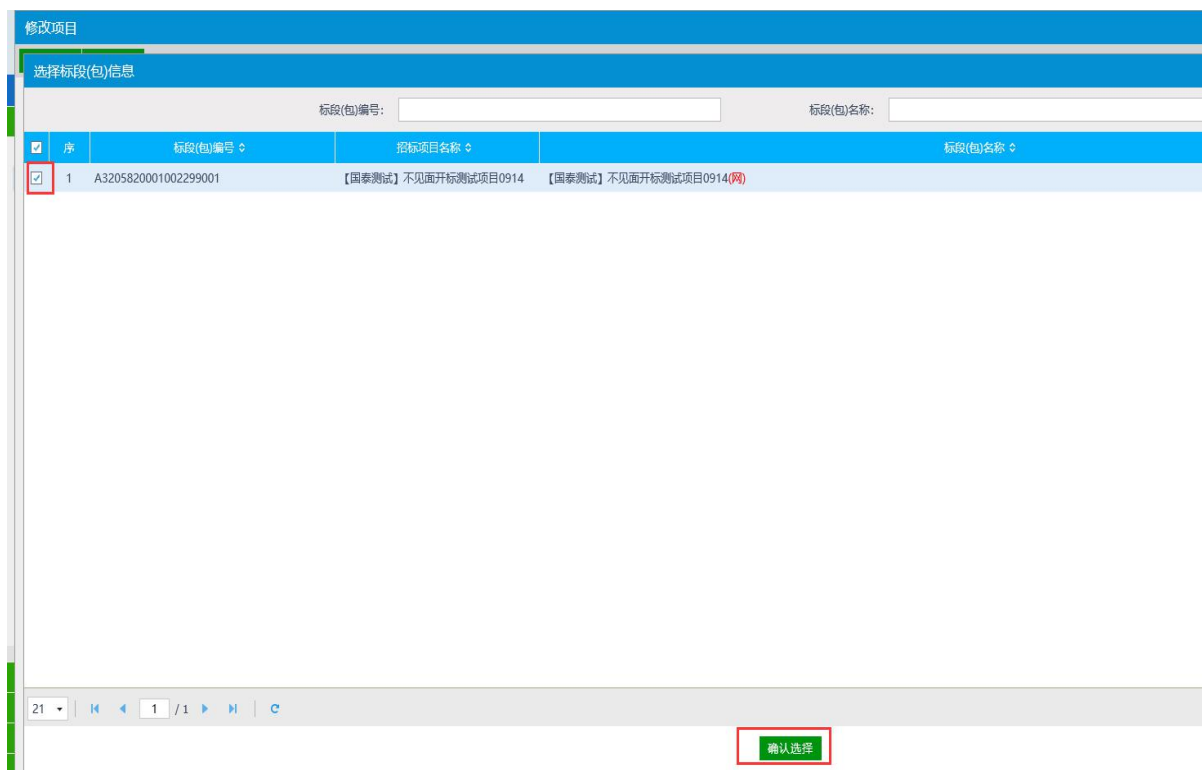 修改项目
选择标段(包)信息
标段(包)编号: 标段(包)名称:
序 标段(包)编号 招标项目名称 标段(包)名称
1 A3205820001002299001 【国泰测试】不见面开标测试项目0914 【国泰测试】不见面开标测试项目0914(网)
21 1 / 1
确认选择